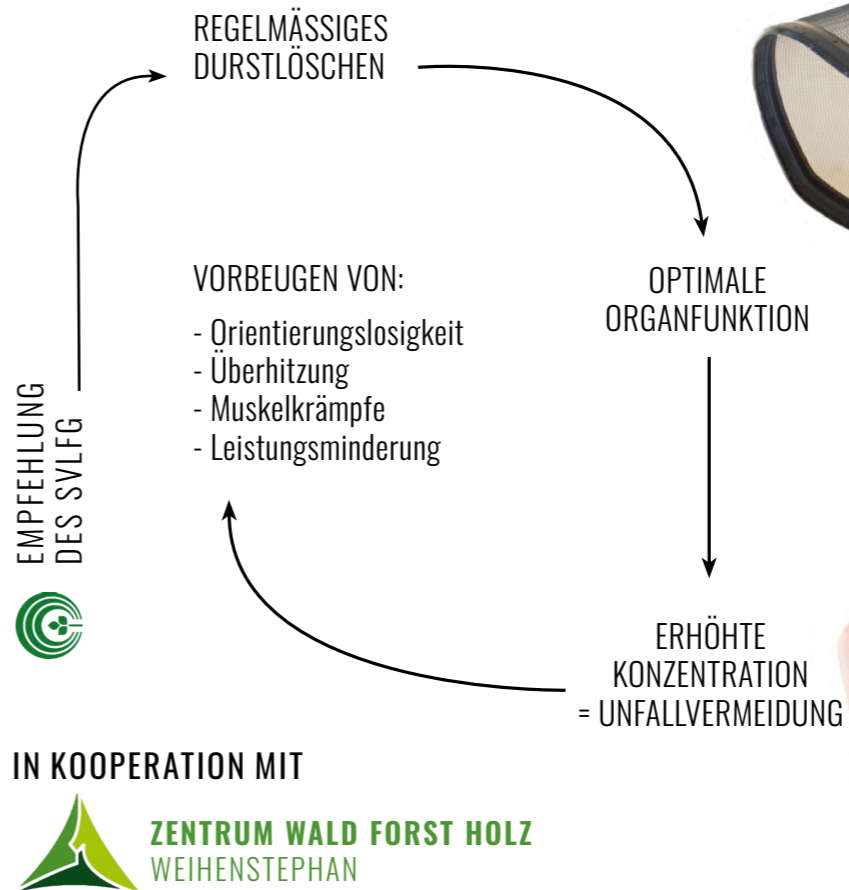 REGELMÄSSIGES
DURSTLÖSCHEN
OPTIMALE
ORGANFUNKTION
ERHÖHTE
KONZENTRATION
= UNFALLVERMEIDUNG
VORBEUGEN VON:
- Orientierungslosigkeit
- Überhitzung
- Muskelkrämpfe
- Leistungsminderung
EMPFEHLUNG
DES SVLFG
IN KOOPERATION MIT
ZENTRUM WALD FORST HOLZ
WEIHENSTEPHAN